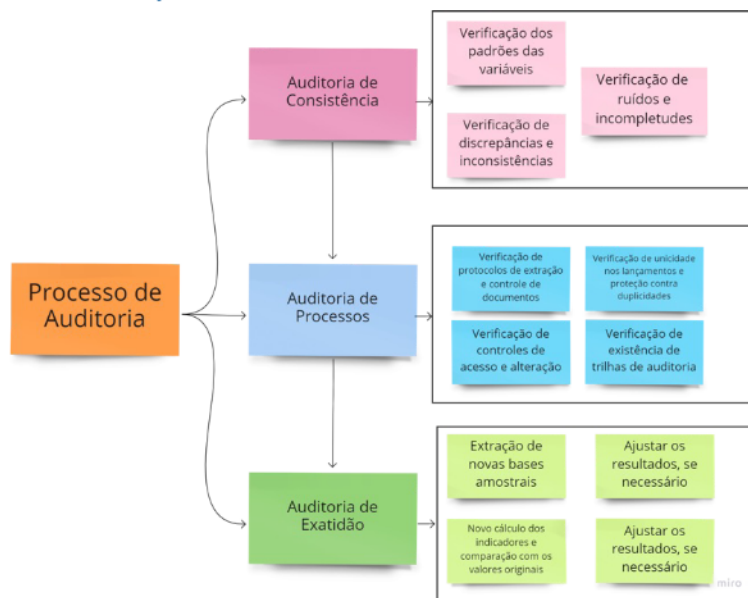 Processo de
Auditoria
Auditoria de
Consistência
Verificação dos
padrões das
variáveis
Verificação de
ruídos e
incompletudes
Verificação de
discrepâncias e
inconsistências
Auditoria de
Processos
Verificação de
protocolos de extração
e controle de
documentos
Verificação de unicidade
nos lançamentos e
proteção contra
duplicidades
Verificação de
controles de
acesso e alteração
Verificação de
existência de
trilhas de auditoria
Auditoria de
Exatidão
Extração de
novas bases
amostrais
Ajustar os
resultados, se
necessário
Novo cálculo dos
indicadores e
comparação com os
valores originais
Ajustar os
resultados, se
necessário
miro